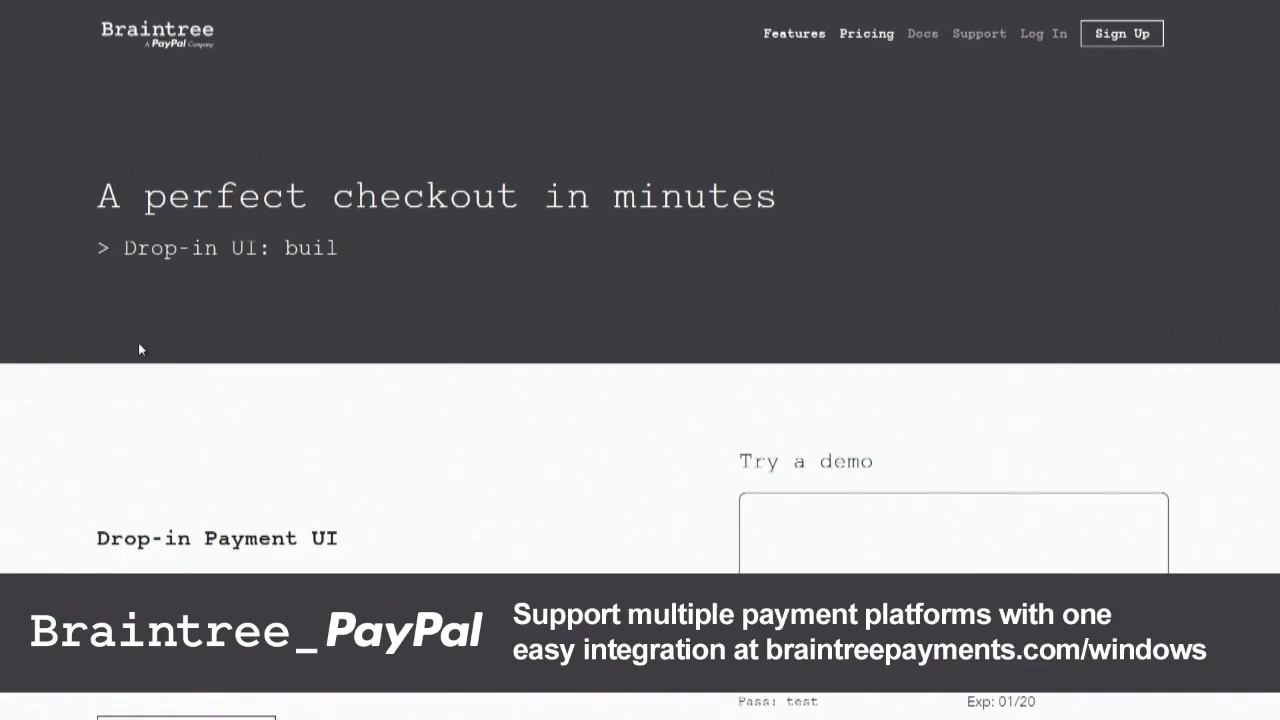 Braintree
A PayPal Company
Features Pricing Docs Support Log In Sign Up
A perfect checkout in minutes
> Drop-in UI: buil
Try a demo
Drop-in Payment UI
Braintree_PayPal
Support multiple payment platforms with one
easy integration at braintreepayments.com/windows
Pass: test
Exp: 01/20